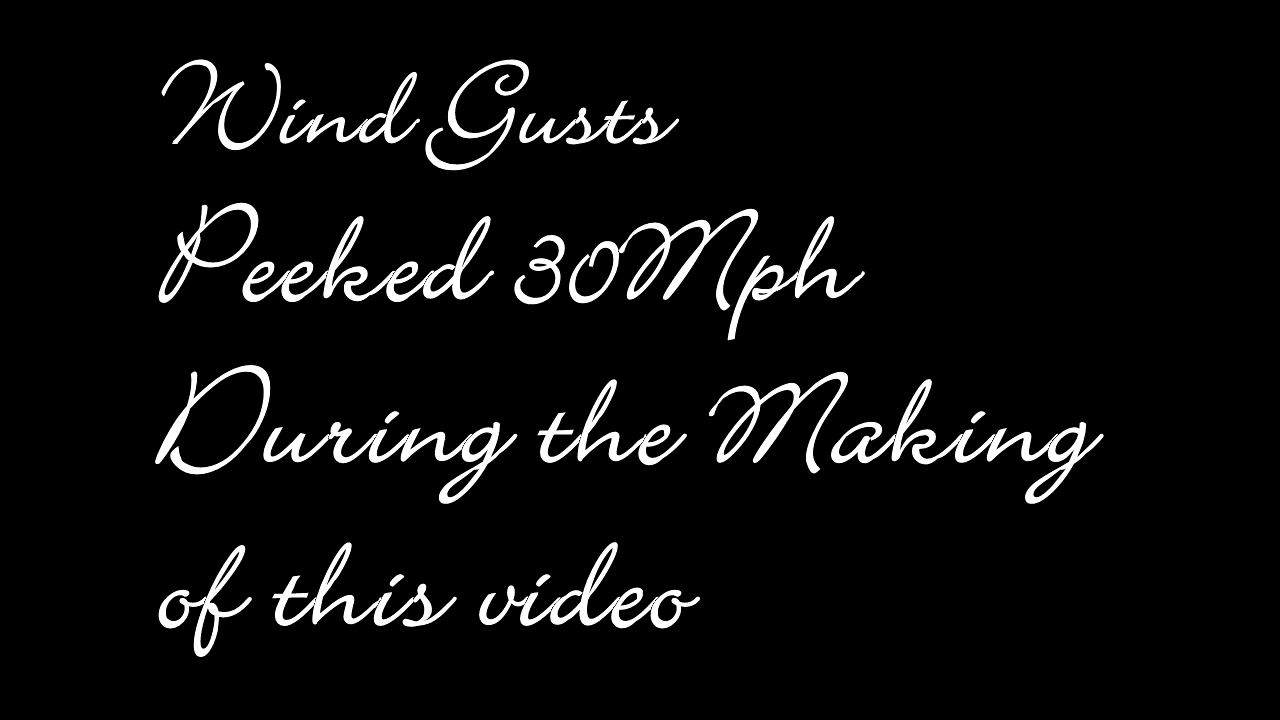 Wind Gusts
Peeked 30Mph
During the Making
of this video